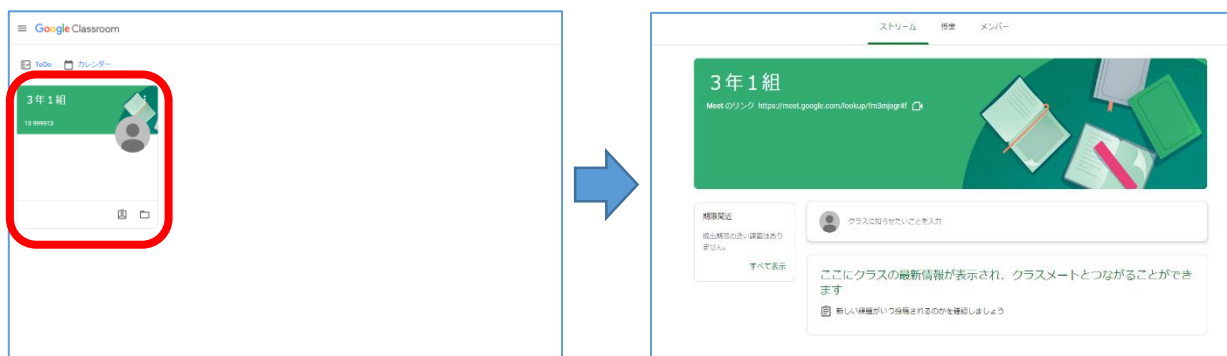 Google Classroom
ToDo カレンダー
3年1組
13 999913
ストリーム 授業 メンバー
3年1組
Meet のリンク https://meet.google.com/lookup/fm3mjxgr4f
期限間近
提出期限の近い課題はあり
ません。
すべて表示
クラスに知らせたいことを入力
ここにクラスの最新情報が表示され、クラスメートとつながることができ
ます
新しい課題がいつ投稿されるのかを確認しましょう